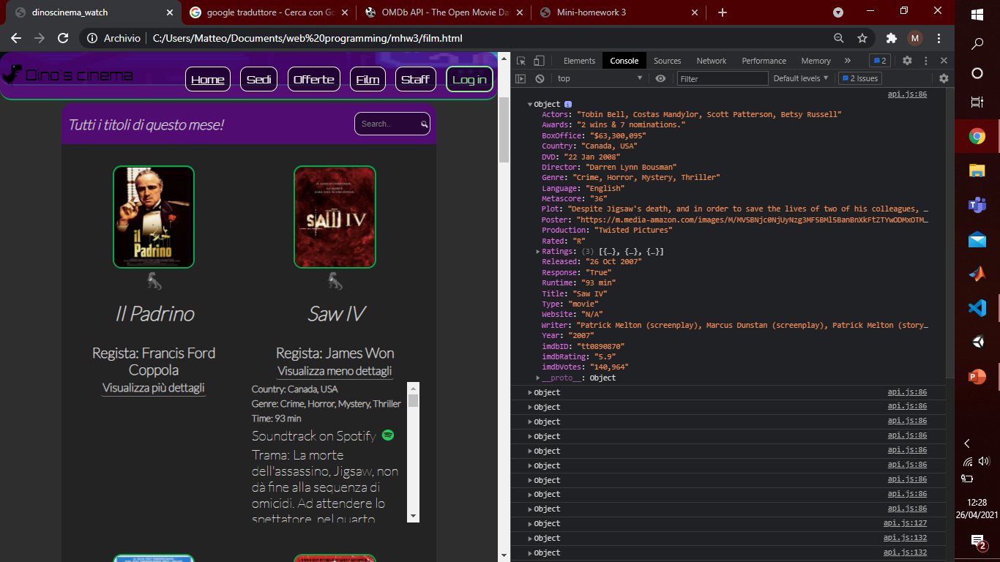 dinoscinema_watch
google traduttore - Cerca con Go
OMDb API - The Open Movie Da
Mini-homework 3
Archivio
C:/Users/Matteo/Documents/web%20programming/mhw3/film.html
M
Dino's cinema
Home
Sedi
Offerte
Film
Staff
Log in
Tutti i titoli di questo mese!
Search..
il Padrino
Il Padrino
Regista: Francis Ford
Coppola
Visualizza più dettagli
SAW IV
Saw IV
Regista: James Won
Visualizza meno dettagli
Country: Canada, USA
Genre: Crime, Horror, Mystery, Thriller
Time: 93 min
Soundtrack on Spotify
Trama: La morte
dell'assassino, Jigsaw, non
dà fine alla sequenza di
omicidi. Ad attendere lo
spettatore, nel quarto
Elements
Console
Sources
Network
Performance
Memory
2
top
Filter
Default levels
2 Issues
api.js:86
Object
Actors: "Tobin Bell, Costas Mandylor, Scott Patterson, Betsy Russell"
Awards: "2 wins & 7 nominations."
BoxOffice: "$63,300,095"
Country: "Canada, USA"
DVD: "22 Jan 2008"
Director: "Darren Lynn Bousman"
Genre: "Crime, Horror, Mystery, Thriller"
Language: "English"
Metascore: "36"
Plot: "Despite Jigsaw's death, and in order to save the lives of two of his colleagues, …
Poster: "https://m.media-amazon.com/images/M/MV5BNjc0NjUyNzg3MF5BMl5BanBnXkFtZTYwODMxOTM…
Production: "Twisted Pictures"
Rated: "R"
Ratings: (3) [{…}, {…}, {…}]
Released: "26 Oct 2007"
Response: "True"
Runtime: "93 min"
Title: "Saw IV"
Type: "movie"
Website: "N/A"
Writer: "Patrick Melton (screenplay), Marcus Dunstan (screenplay), Patrick Melton (story…
Year: "2007"
imdbID: "tt0890870"
imdbRating: "5.9"
imdbVotes: "140,964"
__proto__: Object
Object api.js:86
Object api.js:86
Object api.js:86
Object api.js:86
Object api.js:86
Object api.js:86
Object api.js:86
Object api.js:86
Object api.js:86
Object api.js:127
Object api.js:132
Object api.js:132
12:28
26/04/2021
2